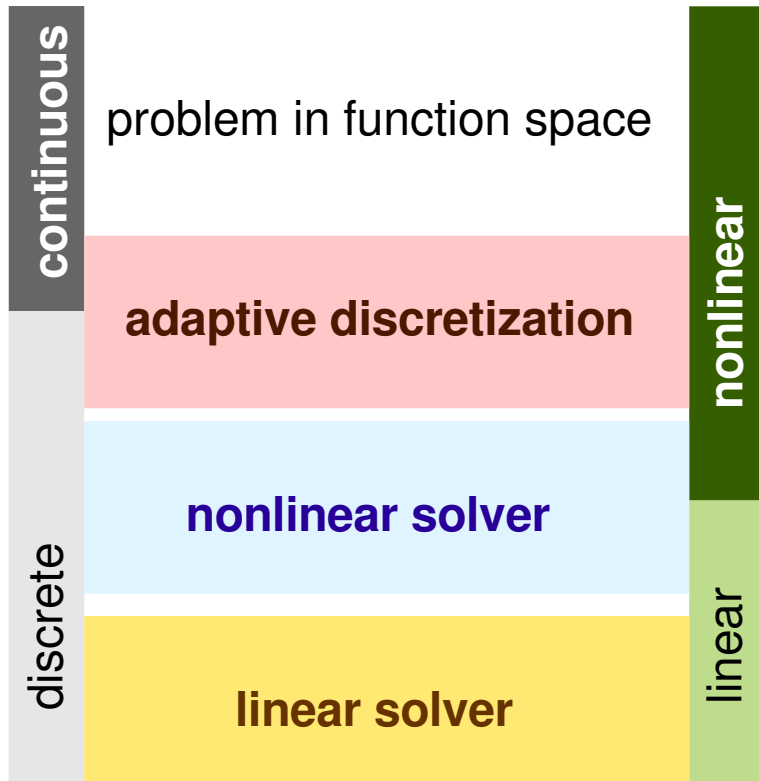 continuous
problem in function space
nonlinear
adaptive discretization
nonlinear solver
discrete
linear
linear solver